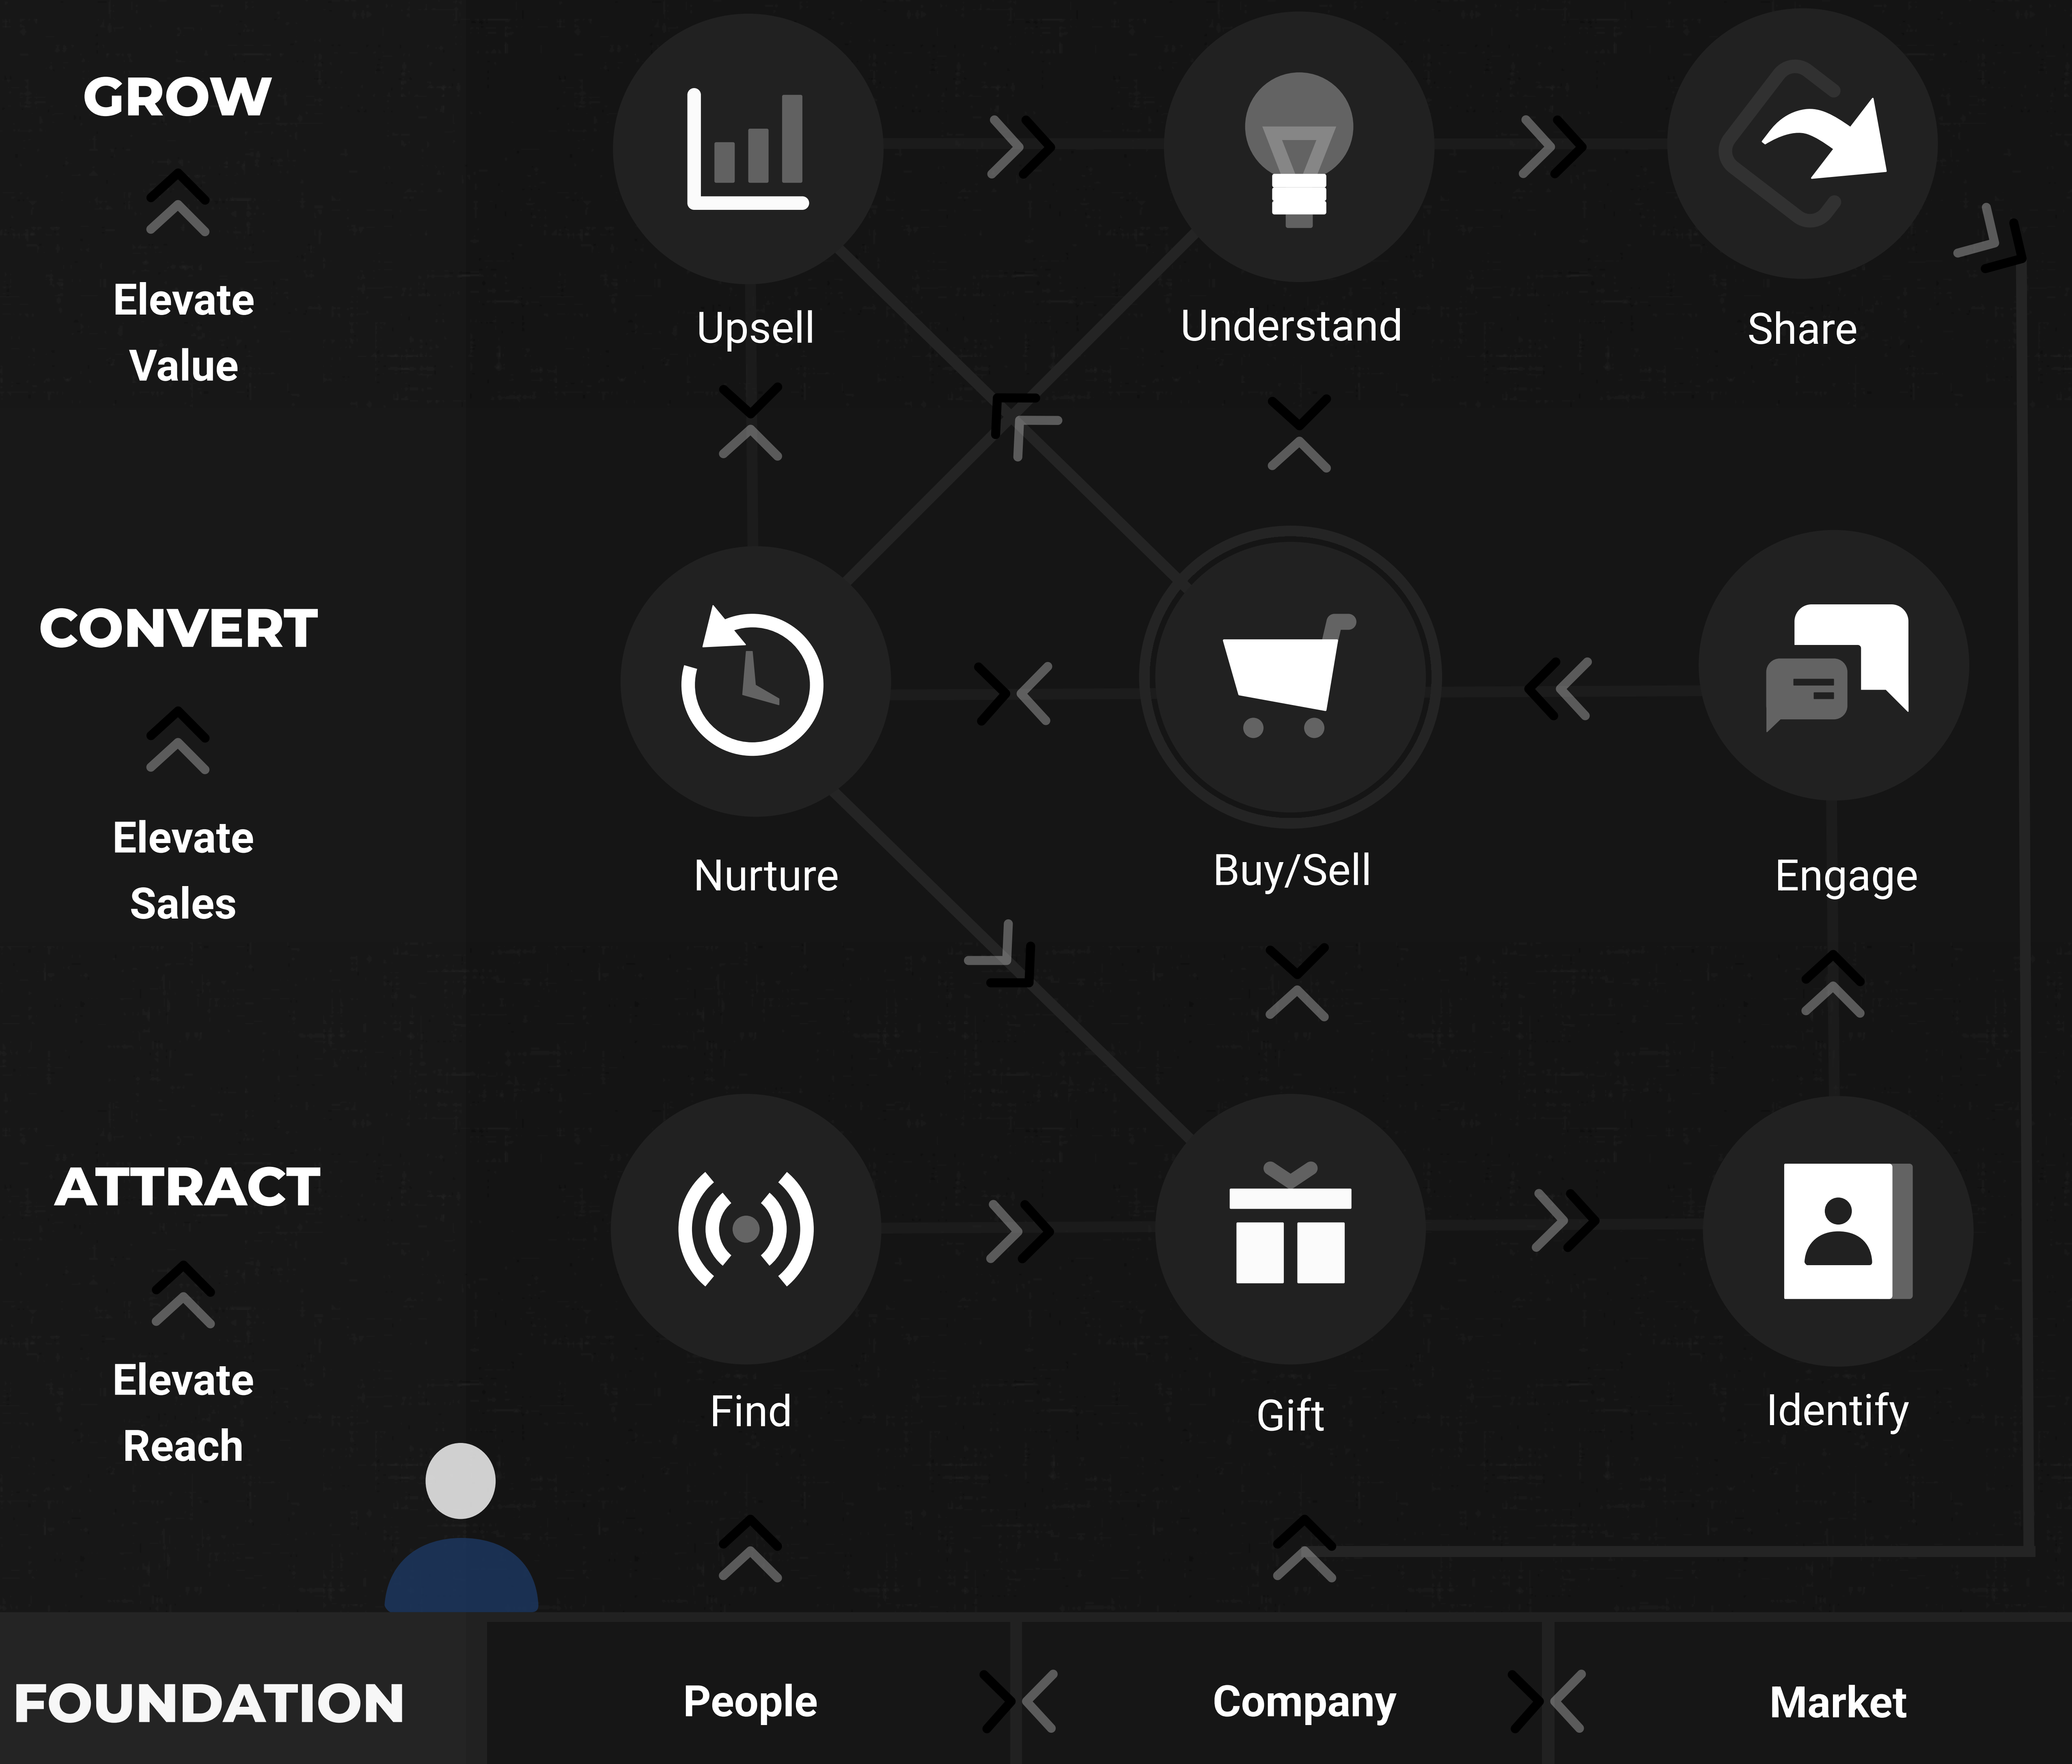 GROW
Elevate
Value
Upsell
Understand
Share
CONVERT
Elevate
Sales
Nurture
Buy/Sell
Engage
ATTRACT
Elevate
Reach
Find
Gift
Identify
FOUNDATION
People
Company
Market